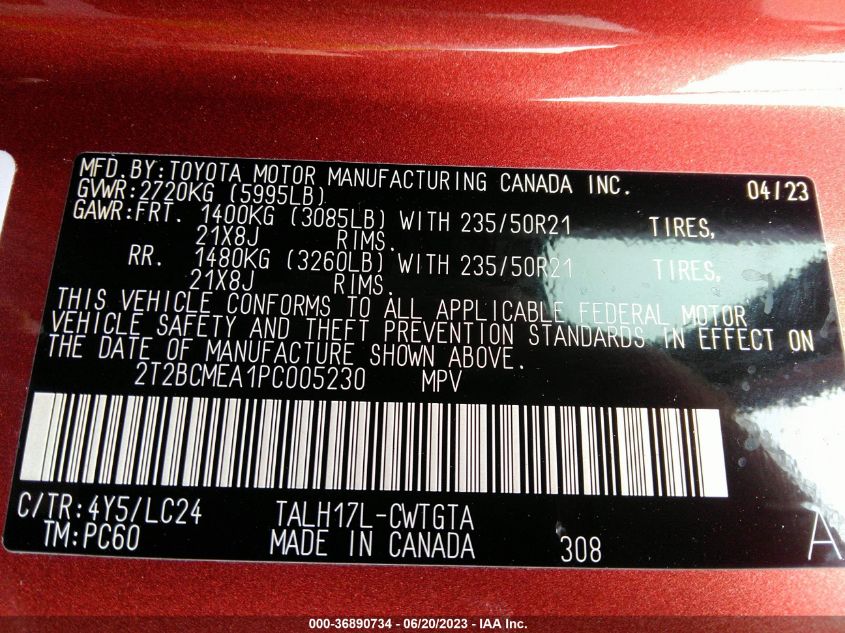 MFD.BY:TOYOTA MOTOR MANUFACTURING CANADA INC. 04/23
GVWR:2720KG (5995LB)
GAWR:FRT. 1400KG (3085LB) WITH 235/50R21 TIRES,
21X8J RIMS.
RR. 1480KG (3260LB) WITH 235/50R21 TIRES,
21X8J RIMS.
THIS VEHICLE CONFORMS TO ALL APPLICABLE FEDERAL MOTOR
VEHICLE SAFETY AND THEFT PREVENTION STANDARDS IN EFFECT ON
THE DATE OF MANUFACTURE SHOWN ABOVE.
2T2BCMEA1PC005230 MPV
C/TR:4Y5/LC24 TALH17L-CWTGTA
TM:PC60 MADE IN CANADA 308 A
000-36890734 - 06/20/2023 - IAA Inc.